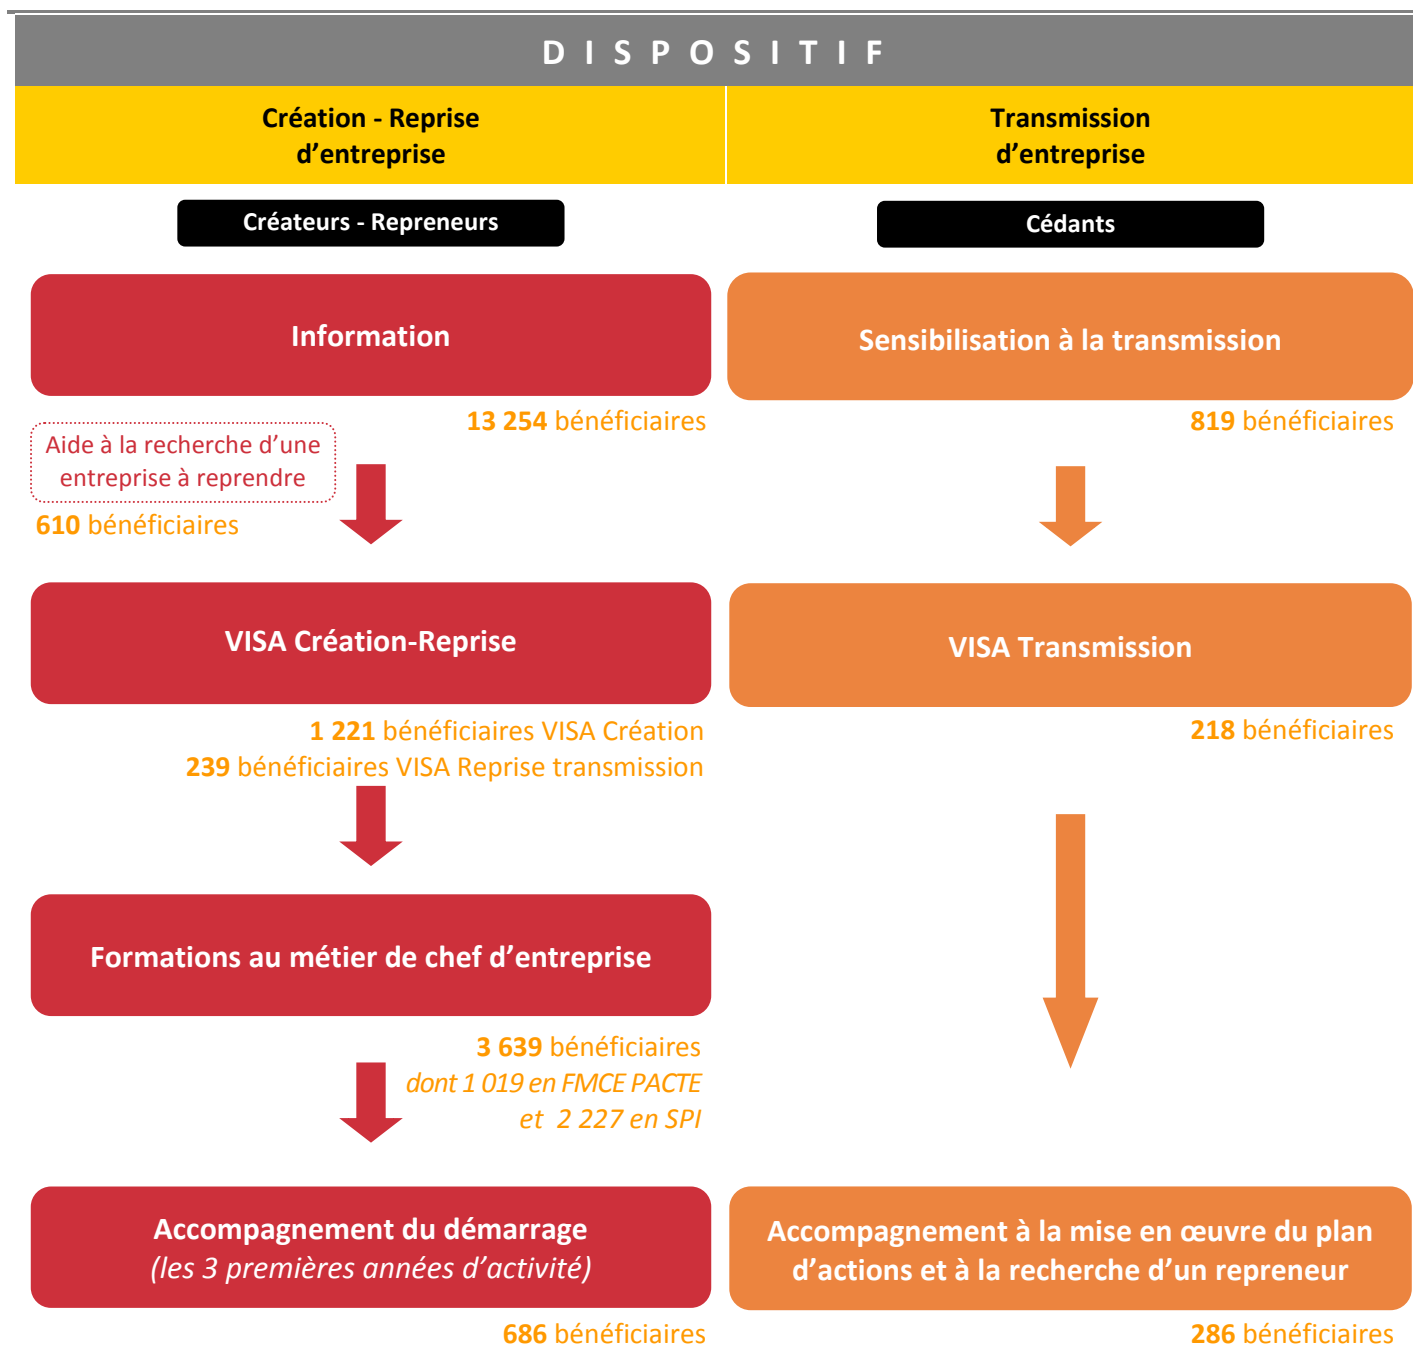 DISPOSITIF
Création - Reprise
d’entreprise
Transmission
d’entreprise
Créateurs - Repreneurs
Cédants
Information
Sensibilisation à la transmission
13 254 bénéficiaires
819 bénéficiaires
Aide à la recherche d’une
entreprise à reprendre
610 bénéficiaires
VISA Création-Reprise
VISA Transmission
1 221 bénéficiaires VISA Création
239 bénéficiaires VISA Reprise transmission
218 bénéficiaires
Formations au métier de chef d’entreprise
3 639 bénéficiaires
dont 1 019 en FMCE PACTE
et 2 227 en SPI
Accompagnement du démarrage
(les 3 premières années d’activité)
Accompagnement à la mise en œuvre du plan
d’actions et à la recherche d’un repreneur
686 bénéficiaires
286 bénéficiaires